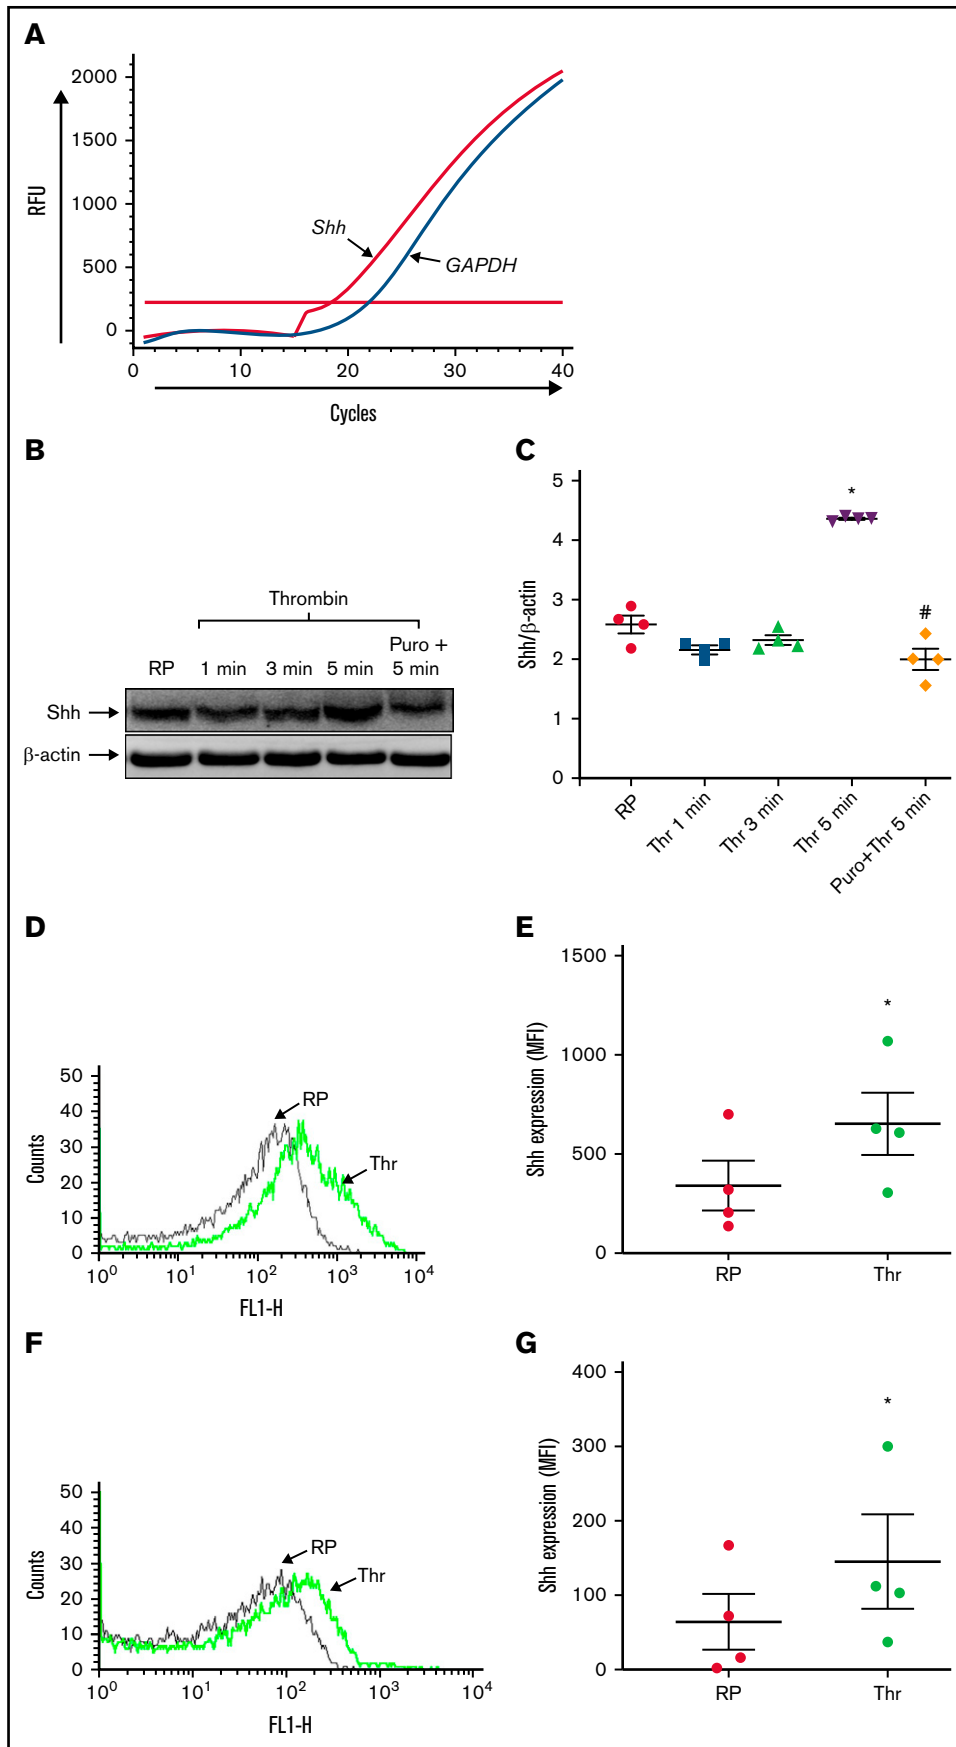 A
2000
1500
1000
500
0
RFU
Shh
GAPDH
0 10 20 30 40
Cycles
B
Thrombin
RP 1 min 3 min 5 min Puro + 5 min
Shh
β-actin
C
5
4
3
2
1
0
Shh/β-actin
*
#
RP Thr 1 min Thr 3 min Thr 5 min Puro+Thr 5 min
D
50
40
30
20
10
0
Counts
RP
Thr
10⁰ 10¹ 10² 10³ 10⁴
FL1-H
E
1500
1000
500
0
Shh expression (MFI)
*
RP Thr
F
50
40
30
20
10
0
Counts
RP
Thr
10⁰ 10¹ 10² 10³ 10⁴
FL1-H
G
400
300
200
100
0
Shh expression (MFI)
*
RP Thr